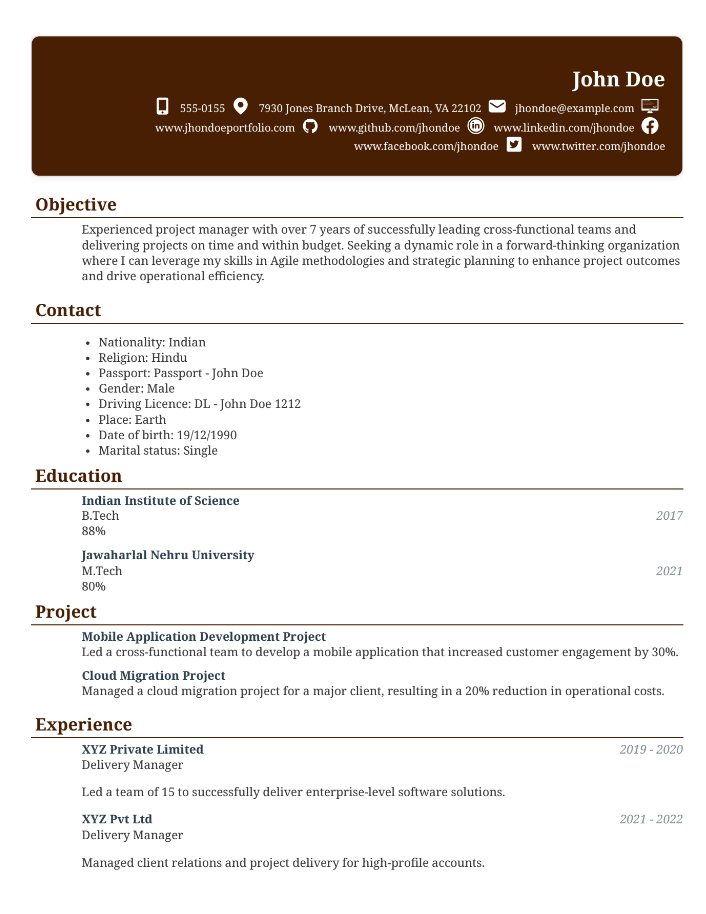 John Doe
555-0155 7930 Jones Branch Drive, McLean, VA 22102 jhondoe@example.com
www.jhondoeportfolio.com www.github.com/jhondoe www.linkedin.com/jhondoe
www.facebook.com/jhondoe www.twitter.com/jhondoe
Objective
Experienced project manager with over 7 years of successfully leading cross-functional teams and
delivering projects on time and within budget. Seeking a dynamic role in a forward-thinking organization
where I can leverage my skills in Agile methodologies and strategic planning to enhance project outcomes
and drive operational efficiency.
Contact
• Nationality: Indian
• Religion: Hindu
• Passport: Passport - John Doe
• Gender: Male
• Driving Licence: DL - John Doe 1212
• Place: Earth
• Date of birth: 19/12/1990
• Marital status: Single
Education
Indian Institute of Science
B.Tech 2017
88%
Jawaharlal Nehru University
M.Tech 2021
80%
Project
Mobile Application Development Project
Led a cross-functional team to develop a mobile application that increased customer engagement by 30%.
Cloud Migration Project
Managed a cloud migration project for a major client, resulting in a 20% reduction in operational costs.
Experience
XYZ Private Limited 2019 - 2020
Delivery Manager
Led a team of 15 to successfully deliver enterprise-level software solutions.
XYZ Pvt Ltd 2021 - 2022
Delivery Manager
Managed client relations and project delivery for high-profile accounts.